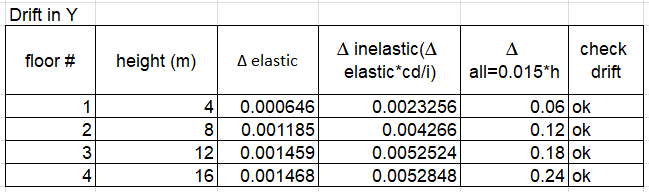 Drift in Y
floor # height (m) Δ elastic Δ inelastic(Δ elastic*cd/i) Δ all=0.015*h check drift
1 4 0.000646 0.0023256 0.06 ok
2 8 0.001185 0.004266 0.12 ok
3 12 0.001459 0.0052524 0.18 ok
4 16 0.001468 0.0052848 0.24 ok